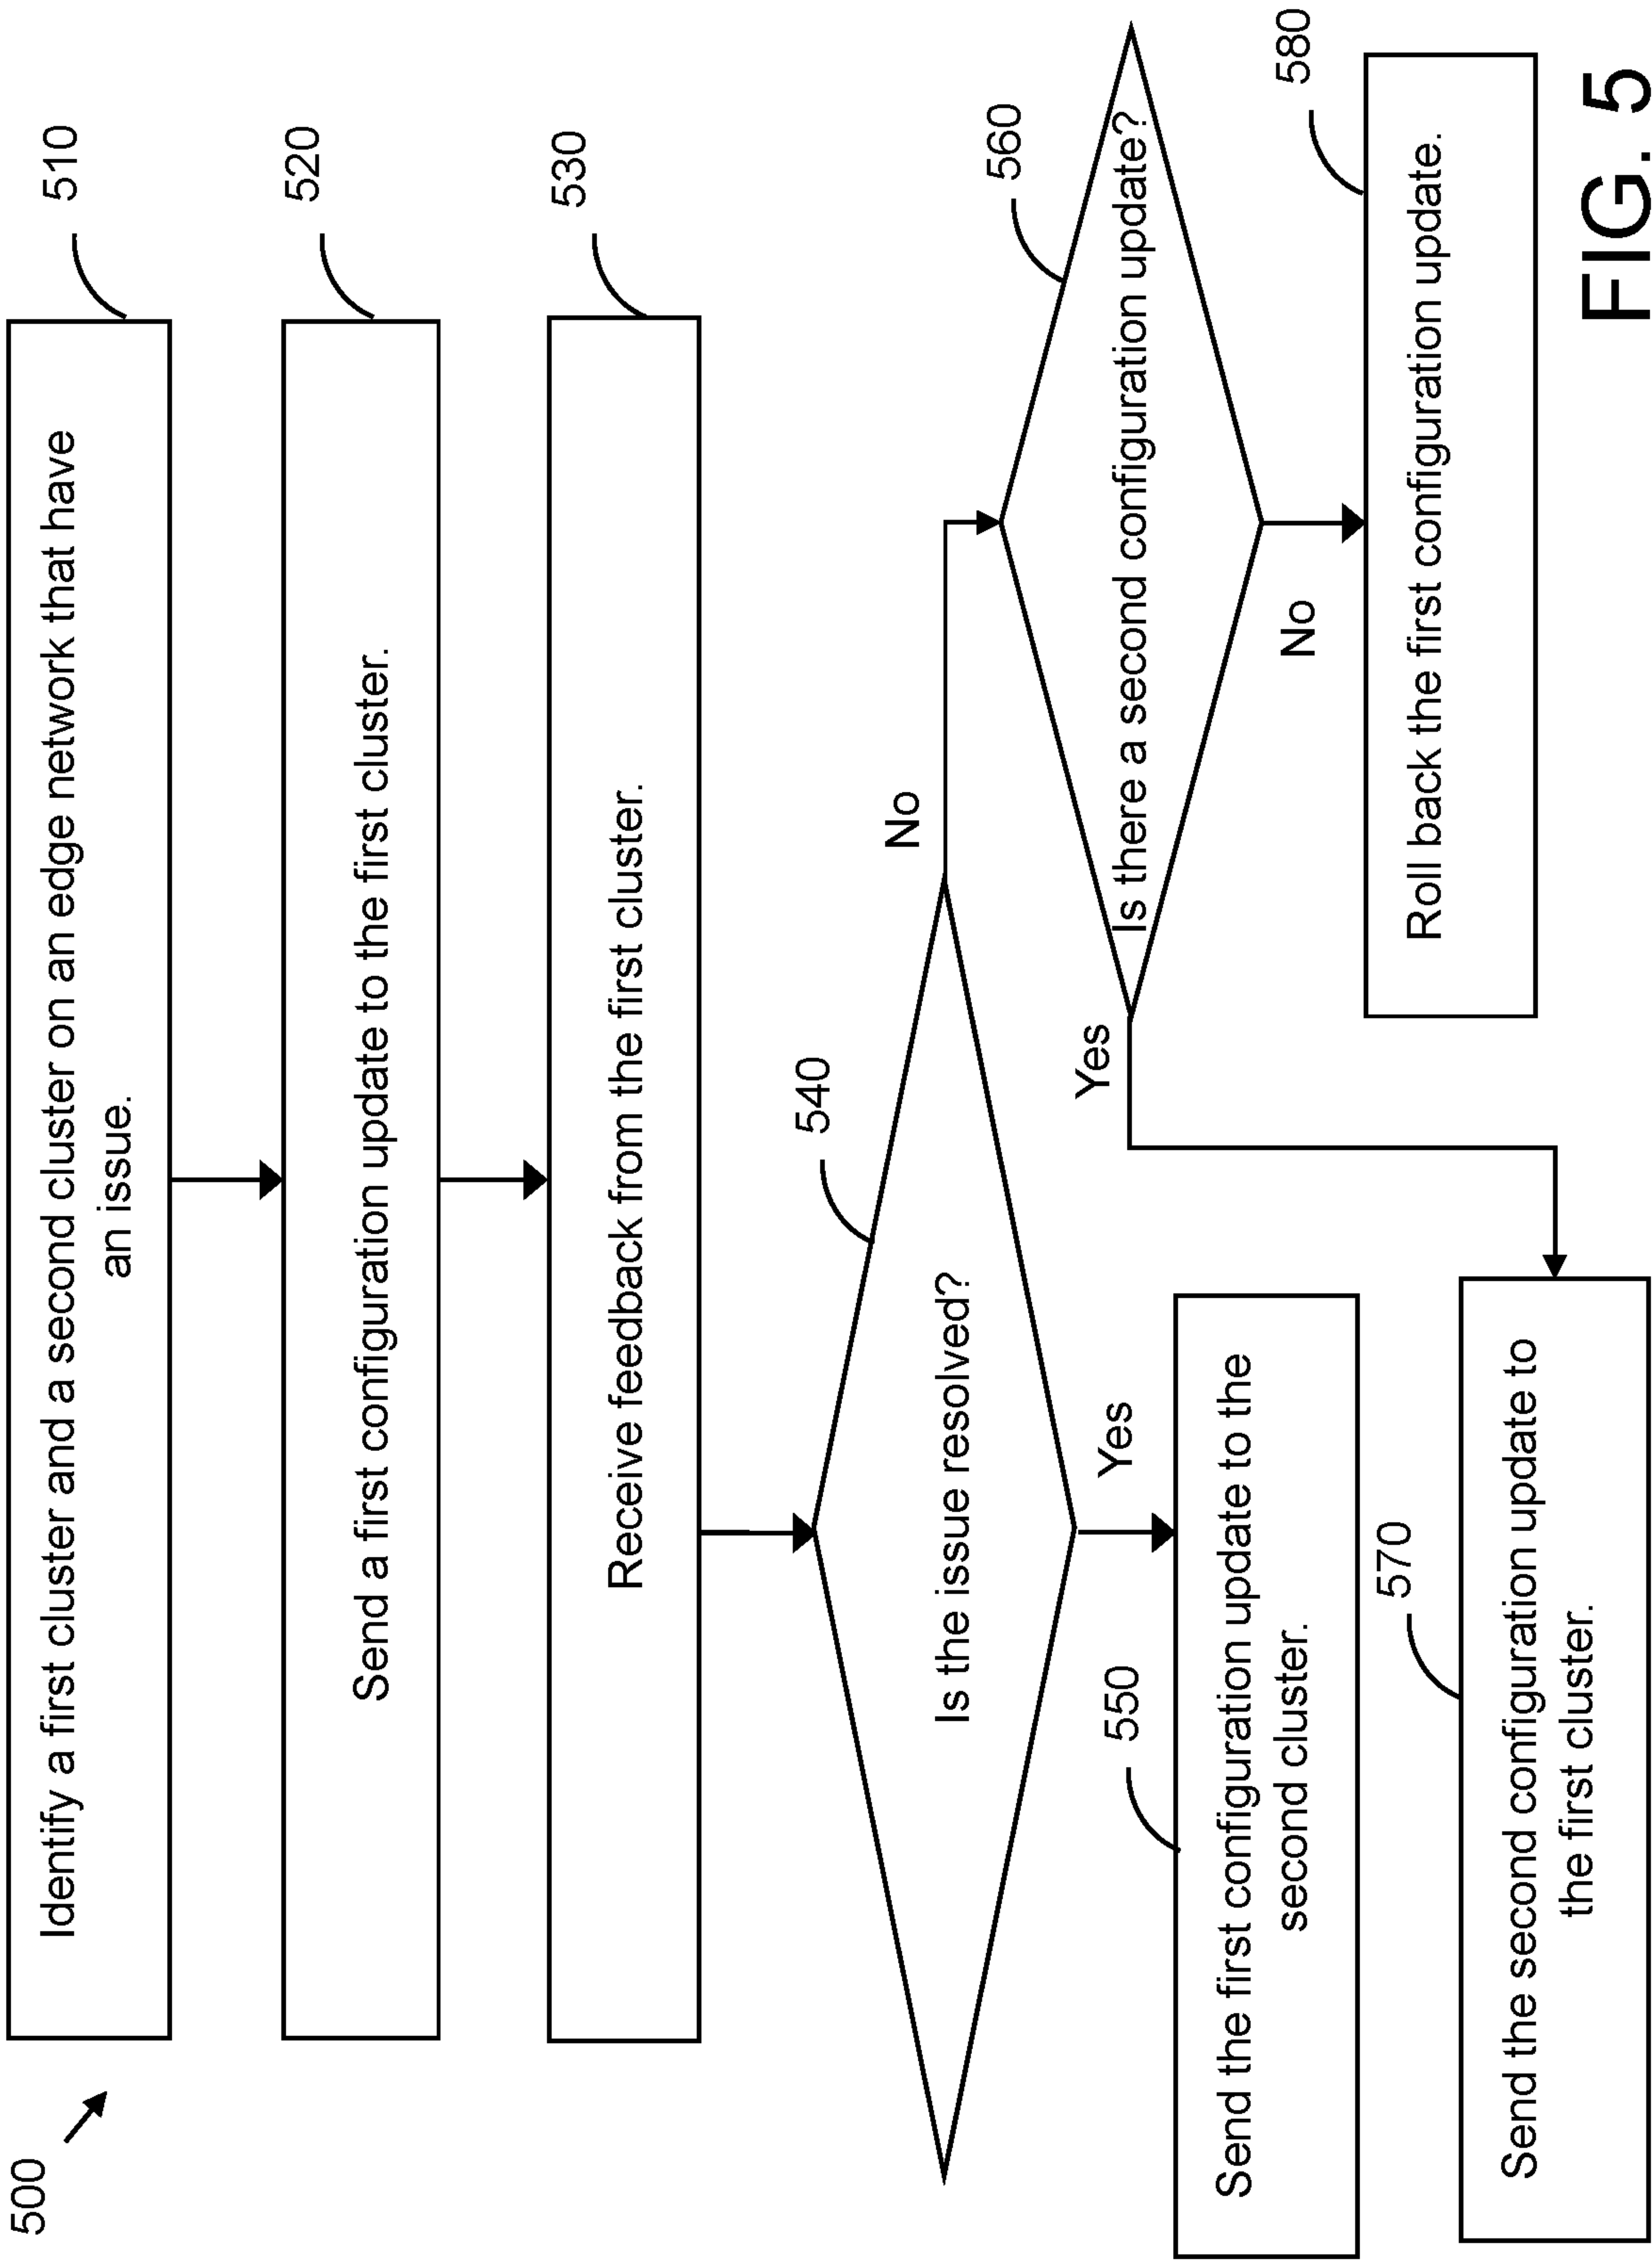 500
510
Identify a first cluster and a second cluster on an edge network that have
an issue.
520
Send a first configuration update to the first cluster.
530
Receive feedback from the first cluster.
540
Is the issue resolved?
No
Yes
560
Is there a second configuration update?
Yes
No
550
Send the first configuration update to the
second cluster.
580
Roll back the first configuration update.
570
Send the second configuration update to
the first cluster.
FIG. 5